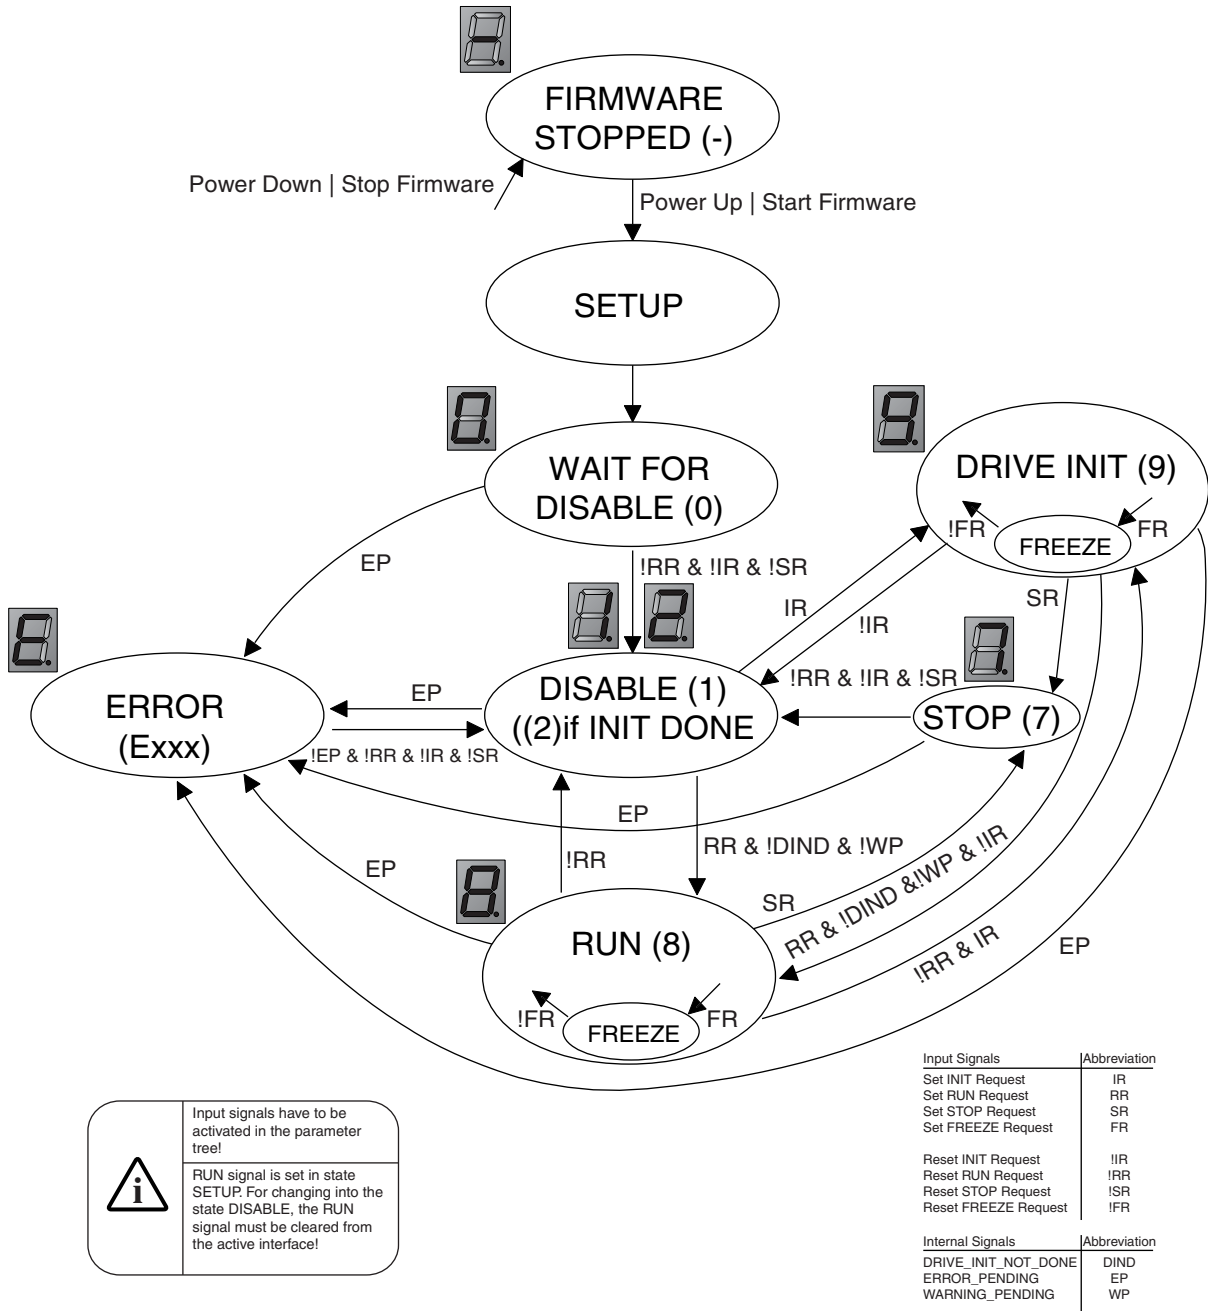 FIRMWARE
STOPPED (-)
Power Down | Stop Firmware
Power Up | Start Firmware
SETUP
WAIT FOR
DISABLE (0)
DRIVE INIT (9)
!FR
FR
FREEZE
EP
!RR & !IR & !SR
IR
!IR
SR
!RR & !IR & !SR
ERROR
(Exxx)
EP
DISABLE (1)
((2)if INIT DONE
STOP (7)
!EP & !RR & !IR & !SR
EP
!RR
RR & !DIND & !WP
EP
SR
RR & !DIND &!WP & !IR
!RR & IR
EP
RUN (8)
!FR
FR
FREEZE
Input Signals Abbreviation
Set INIT Request IR
Set RUN Request RR
Set STOP Request SR
Set FREEZE Request FR
Reset INIT Request !IR
Reset RUN Request !RR
Reset STOP Request !SR
Reset FREEZE Request !FR
Internal Signals Abbreviation
DRIVE_INIT_NOT_DONE DIND
ERROR_PENDING EP
WARNING_PENDING WP
i
Input signals have to be
activated in the parameter
tree!
RUN signal is set in state
SETUP. For changing into the
state DISABLE, the RUN
signal must be cleared from
the active interface!